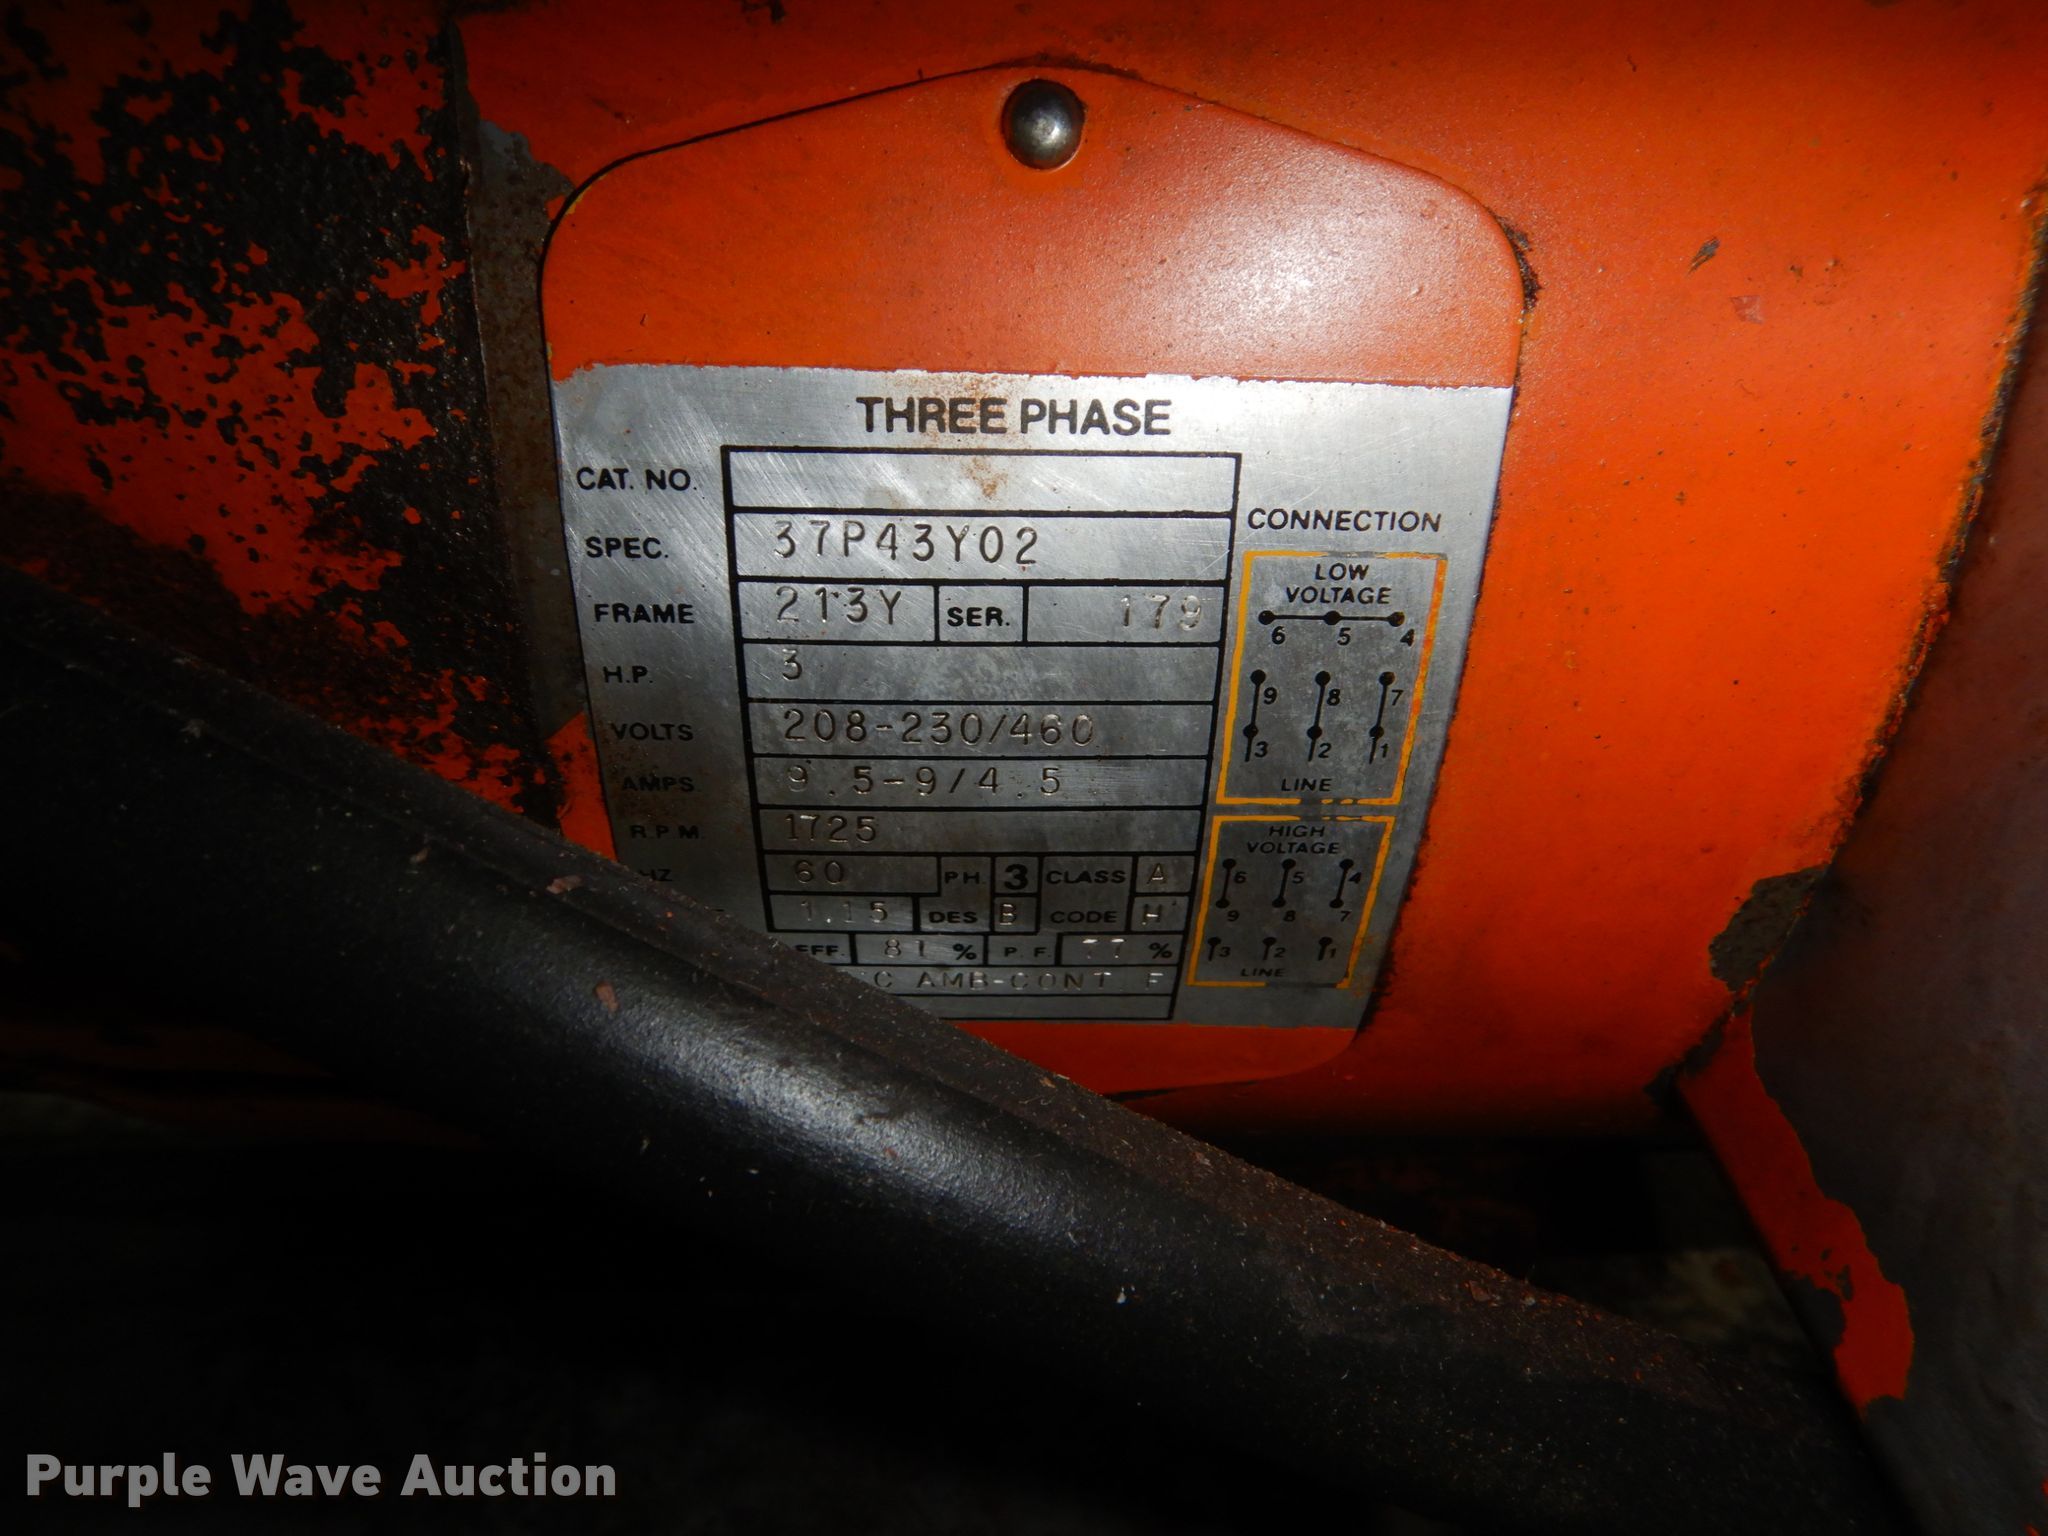 THREE PHASE
CAT. NO.
SPEC. 37P43Y02
FRAME 213Y SER. 179
H.P. 3
VOLTS 208-230/460
AMPS 9.5-9/4.5
R.P.M. 1725
HZ 60 PH. 3 CLASS A
1.15 DES B CODE H
EFF. 81 % P.F. %
C AMB-CONT F
CONNECTION
LOW
VOLTAGE
6 5 4
9 8 7
3 2 1
LINE
HIGH
VOLTAGE
6 5 4
9 8 7
3 2 1
LINE
Purple Wave Auction